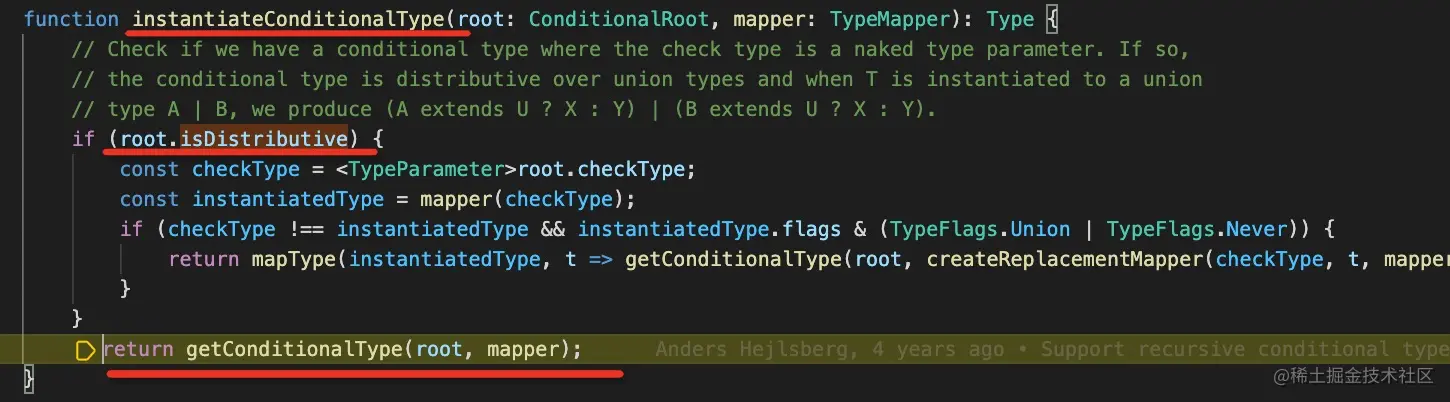 function instantiateConditionalType(root: ConditionalRoot, mapper: TypeMapper): Type {
// Check if we have a conditional type where the check type is a naked type parameter. If so,
// the conditional type is distributive over union types and when T is instantiated to a union
// type A | B, we produce (A extends U ? X : Y) | (B extends U ? X : Y).
if (root.isDistributive) {
const checkType = <TypeParameter>root.checkType;
const instantiatedType = mapper(checkType);
if (checkType !== instantiatedType && instantiatedType.flags & (TypeFlags.Union | TypeFlags.Never)) {
return mapType(instantiatedType, t => getConditionalType(root, createReplacementMapper(checkType, t, mapper
}
}
return getConditionalType(root, mapper); Anders Hejlsberg, 4 years ago • Support recursive conditional type
}
@稀土掘金技术社区